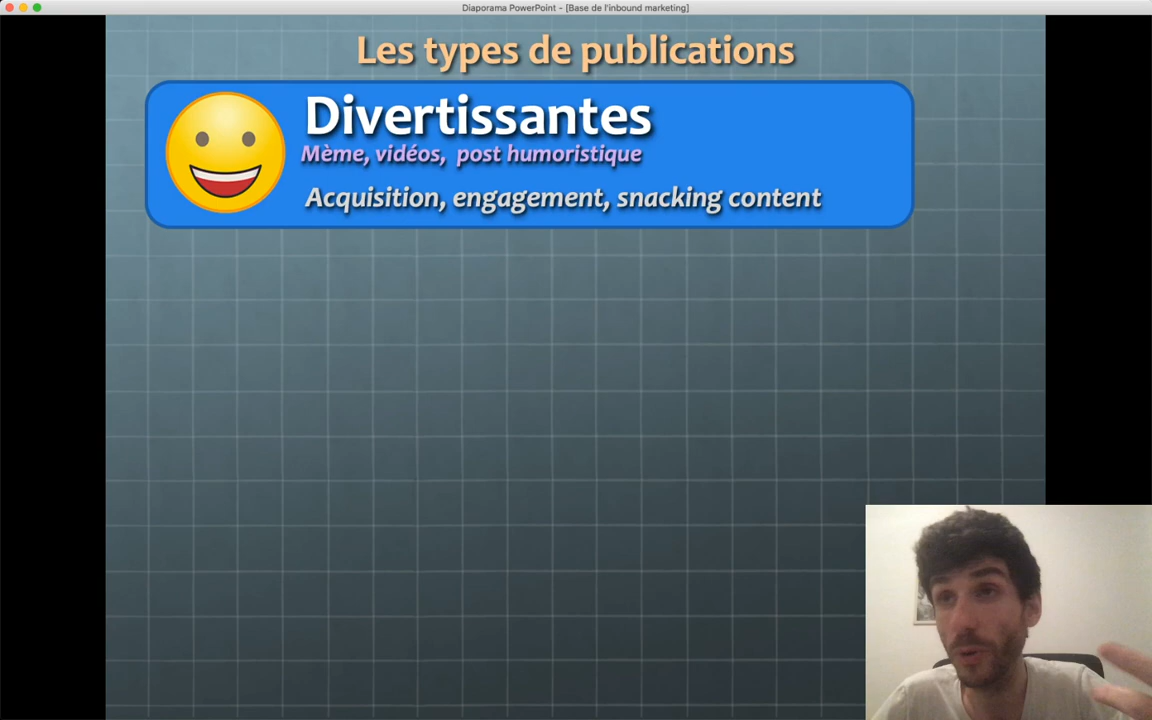 Diaporama PowerPoint - [Base de l'inbound marketing]
Les types de publications
Divertissantes
Mème, vidéos, post humoristique
Acquisition, engagement, snacking content